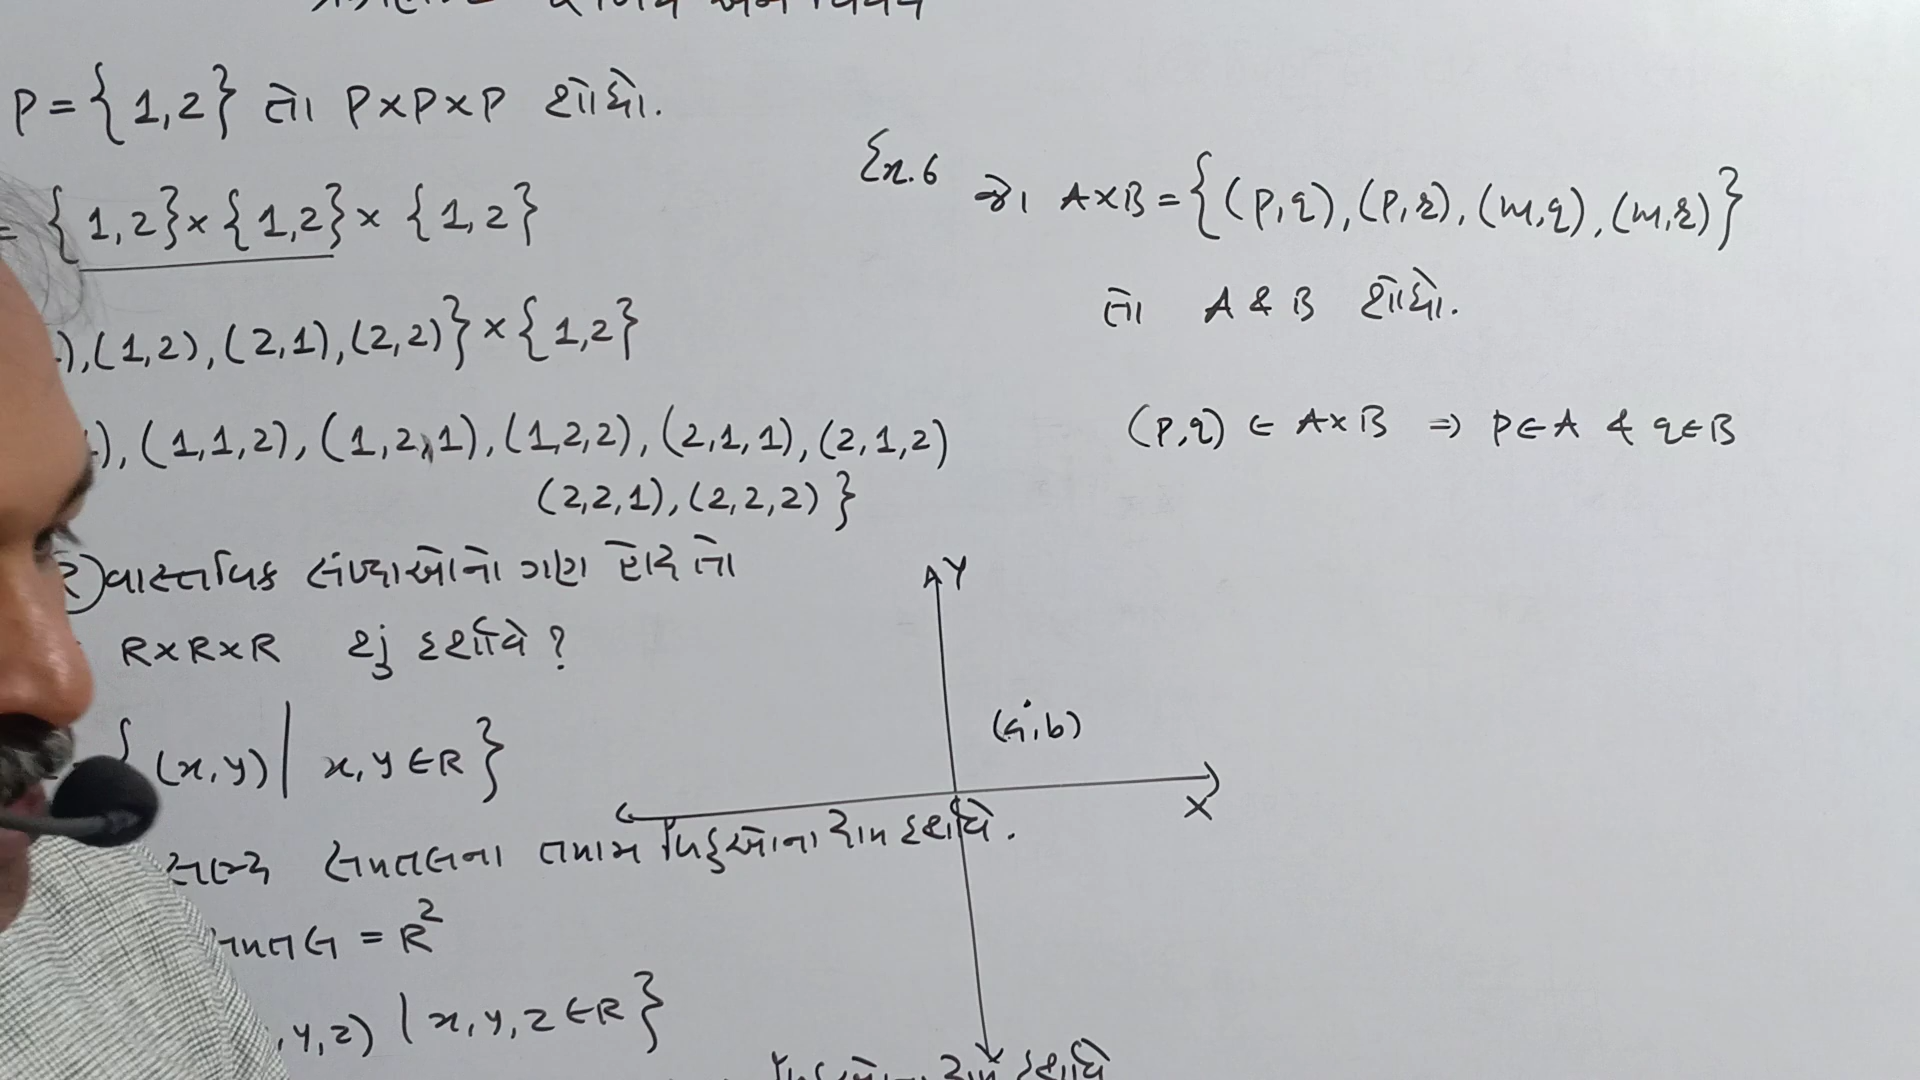 P = { 1,2 } તો P×P×P શોધો.
= { 1,2 } × { 1,2 } × { 1,2 }
), (1,2), (2,1), (2,2) } × { 1,2 }
), (1,1,2), (1,2,1), (1,2,2), (2,1,1), (2,1,2)
(2,2,1), (2,2,2) }
વાસ્તવિક સંખ્યાઓનો ગણ હોય તો
R×R×R શું દર્શાવે ?
{ (x,y) | x,y ∈R }
સમતલના તમામ બિંદુઓના દર્શાવે .
= R²
,y,z) | x,y,z ∈R }
દર્શાવે
Ex.6 જો A×B = { (p,q), (p,r), (m,q), (m,r) }
તો A & B શોધો.
(p,q) ∈ A×B ⇒ p∈A & q∈B
Y
(a,b)
X